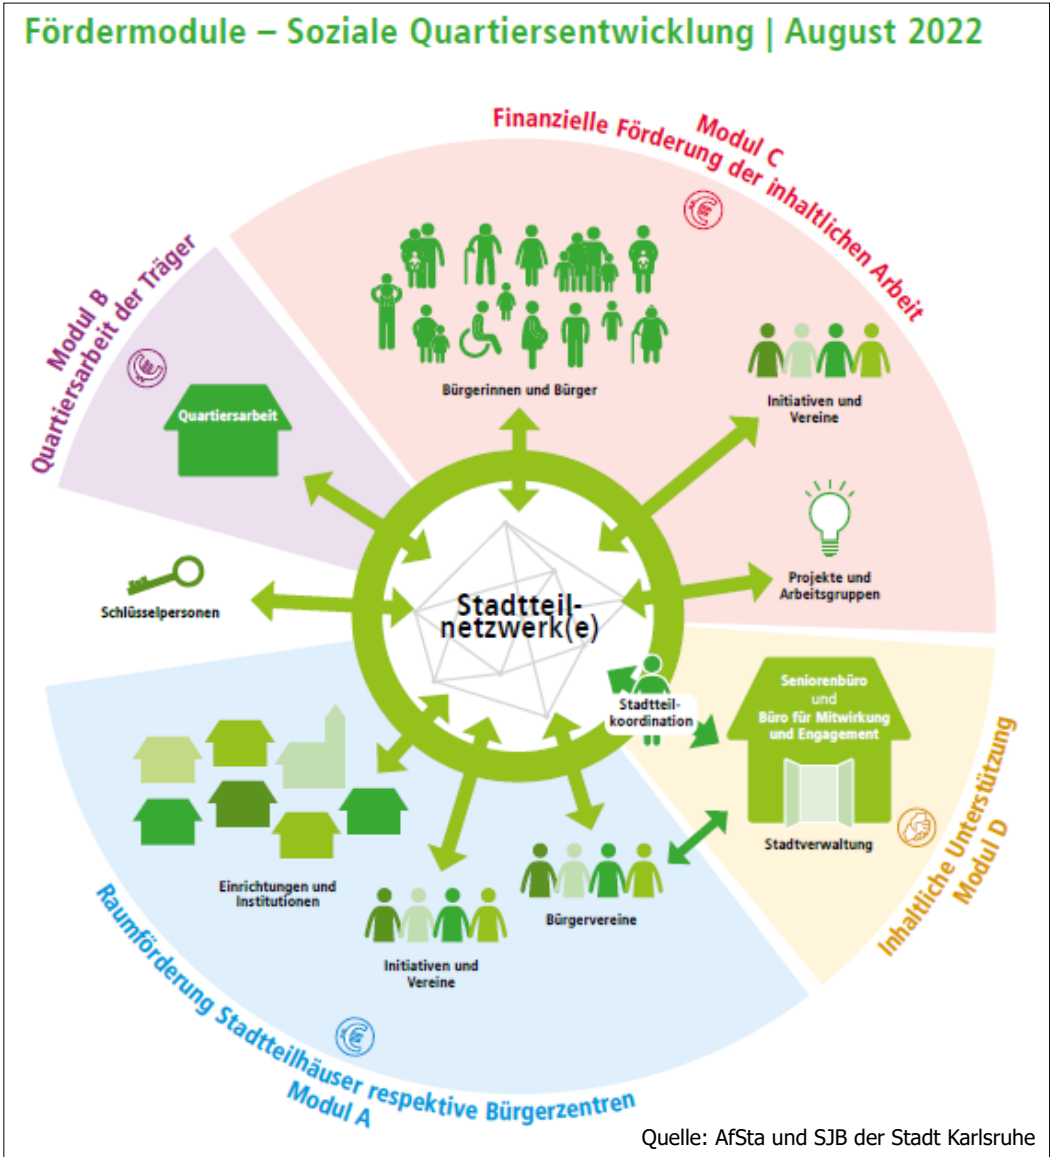 Fördermodule – Soziale Quartiersentwicklung | August 2022
Modul C
Finanzielle Förderung der inhaltlichen Arbeit
Modul B
Quartiersarbeit der Träger
Quartiersarbeit
Bürgerinnen und Bürger
Initiativen und
Vereine
Projekte und
Arbeitsgruppen
Schlüsselpersonen
Stadtteil-
netzwerk(e)
Stadtteil-
koordination
Seniorenbüro
und
Büro für Mitwirkung
und Engagement
Stadtverwaltung
Inhaltliche Unterstützung
Modul D
Einrichtungen und
Institutionen
Initiativen und
Vereine
Bürgervereine
Raumförderung Stadtteilhäuser respektive Bürgerzentren
Modul A
Quelle: AfSta und SJB der Stadt Karlsruhe